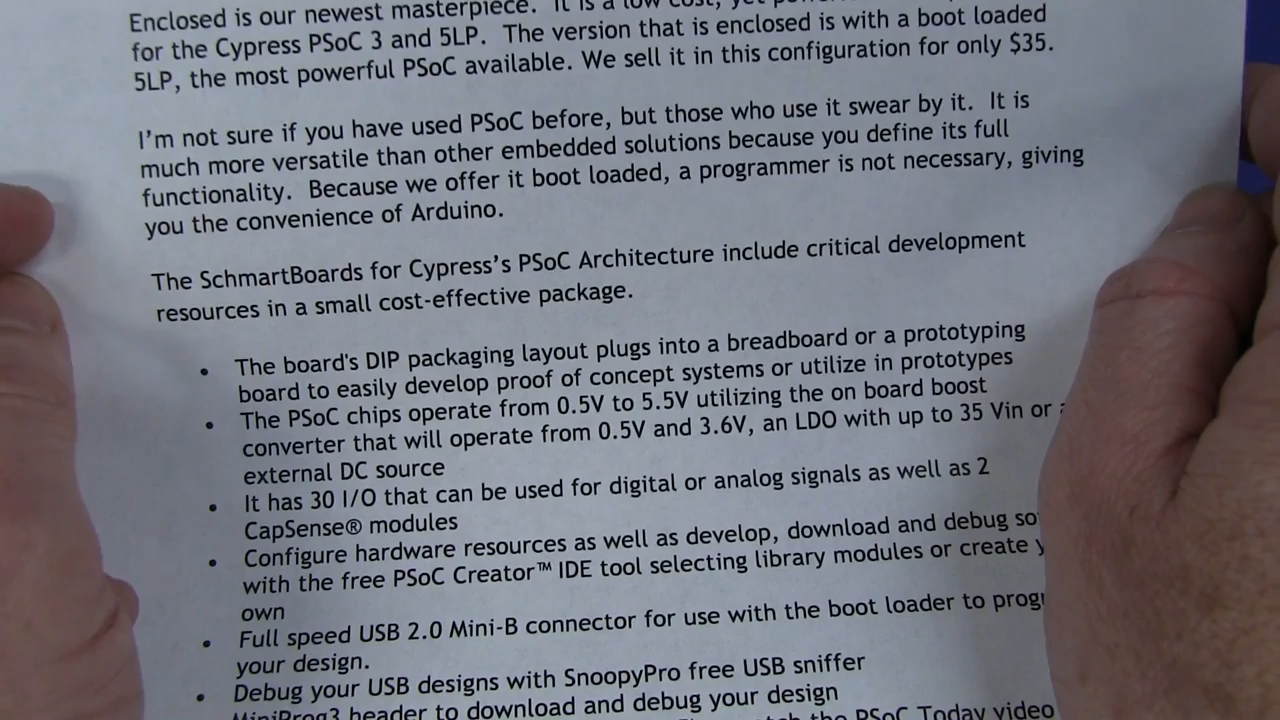 Enclosed is our newest masterpiece. It is a low cost, yet
for the Cypress PSoC 3 and 5LP. The version that is enclosed is with a boot loaded
5LP, the most powerful PSoC available. We sell it in this configuration for only $35.
I'm not sure if you have used PSoC before, but those who use it swear by it. It is
much more versatile than other embedded solutions because you define its full
functionality. Because we offer it boot loaded, a programmer is not necessary, giving
you the convenience of Arduino.
The SchmartBoards for Cypress's PSoC Architecture include critical development
resources in a small cost-effective package.
• The board's DIP packaging layout plugs into a breadboard or a prototyping
board to easily develop proof of concept systems or utilize in prototypes
• The PSoC chips operate from 0.5V to 5.5V utilizing the on board boost
converter that will operate from 0.5V and 3.6V, an LDO with up to 35 Vin or
external DC source
• It has 30 I/O that can be used for digital or analog signals as well as 2
CapSense® modules
• Configure hardware resources as well as develop, download and debug
with the free PSoC Creator™ IDE tool selecting library modules or create
own
• Full speed USB 2.0 Mini-B connector for use with the boot loader to
your design.
• Debug your USB designs with SnoopyPro free USB sniffer
MiniProg3 header to download and debug your design
the PSoC Today video